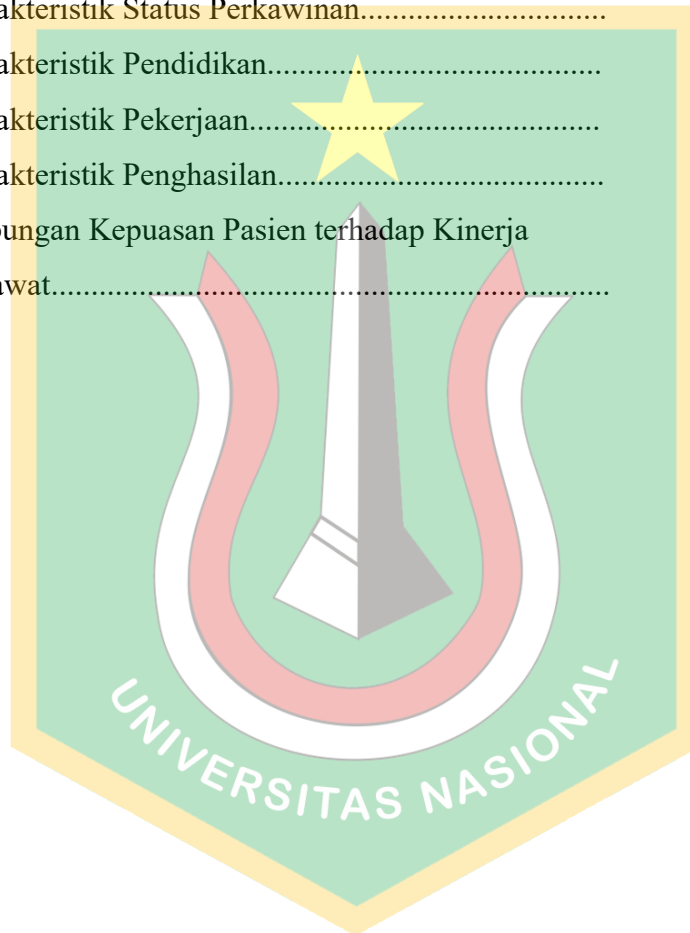 akteristik Status Perkawinan...............................
akteristik Pendidikan...................................
akteristik Pekerjaan.....................................
akteristik Penghasilan..................................
bungan Kepuasan Pasien terhadap Kinerja
awat...........................................................
UNIVERSITAS NASIONAL